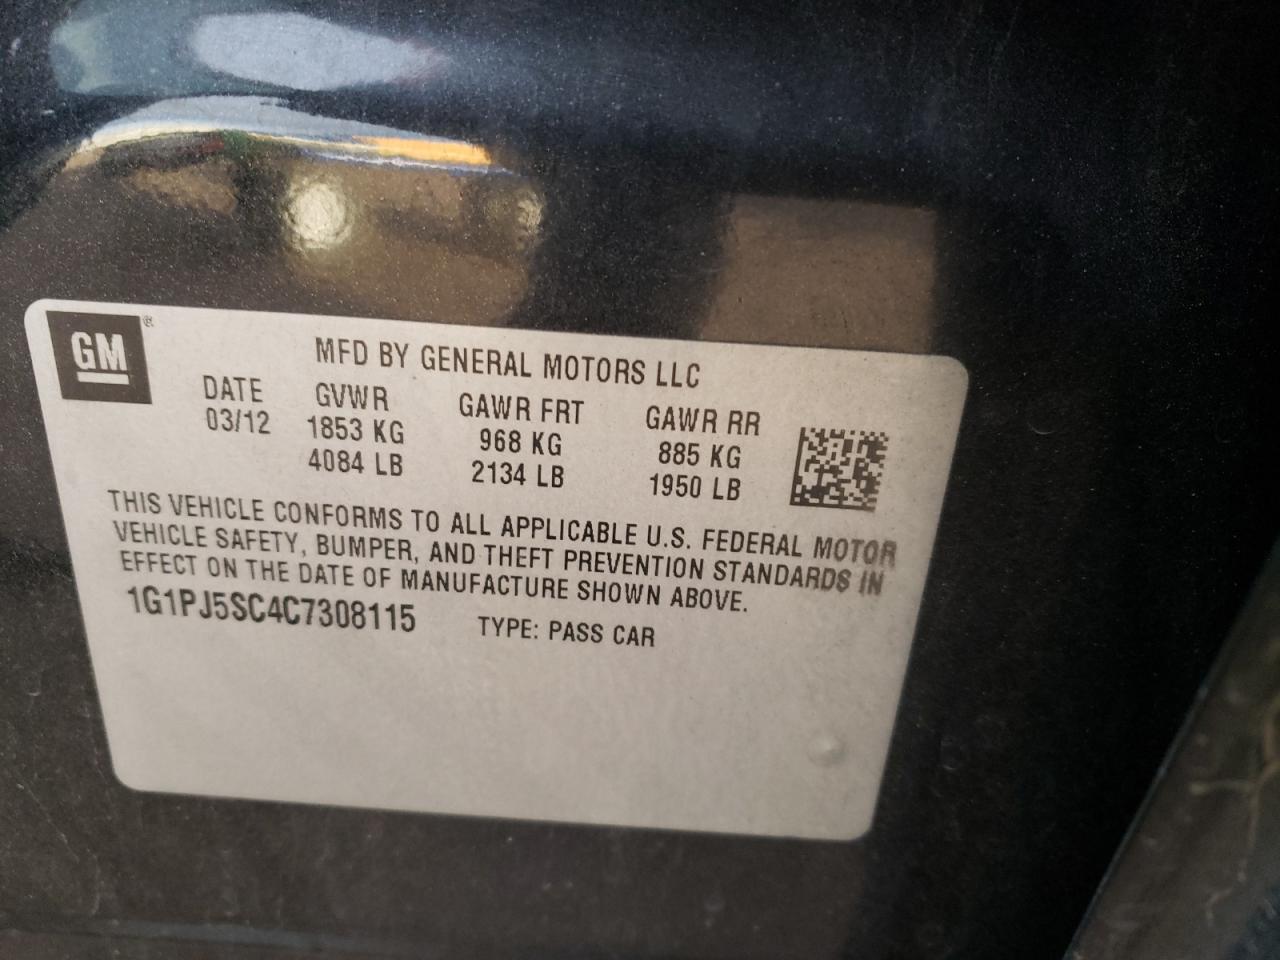 GM ®
MFD BY GENERAL MOTORS LLC
DATE GVWR GAWR FRT GAWR RR
03/12 1853 KG 968 KG 885 KG
4084 LB 2134 LB 1950 LB
THIS VEHICLE CONFORMS TO ALL APPLICABLE U.S. FEDERAL MOTOR
VEHICLE SAFETY, BUMPER, AND THEFT PREVENTION STANDARDS IN
EFFECT ON THE DATE OF MANUFACTURE SHOWN ABOVE.
1G1PJ5SC4C7308115 TYPE: PASS CAR